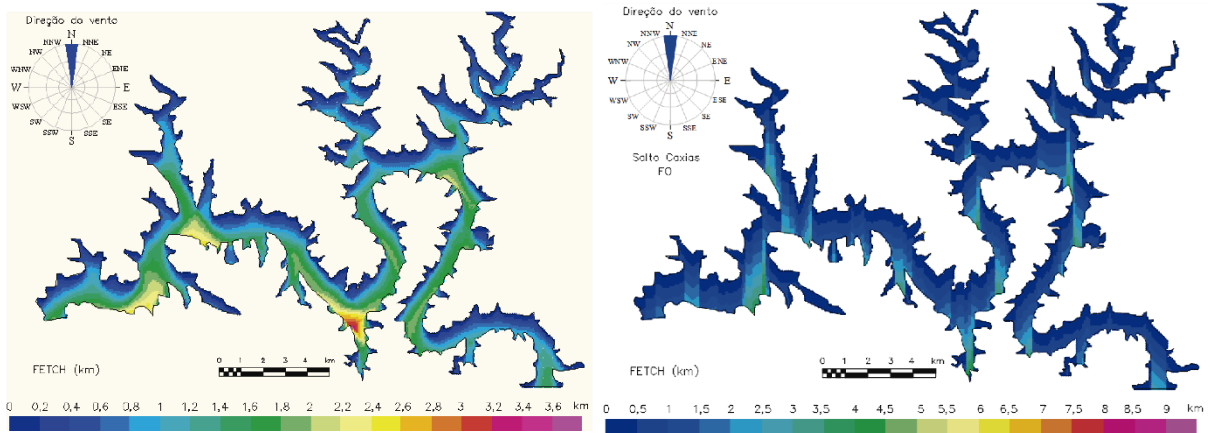 Direção do vento
N
NNW NNE
NW NE
WNW ENE
W E
WSW ESE
SW SE
SSW SSE
S
FETCH (km)
0 1 2 3 4 km
0 0,2 0,4 0,6 0,8 1 1,2 1,4 1,6 1,8 2 2,2 2,4 2,6 2,8 3 3,2 3,4 3,6 km
Direção do vento
N
NNW NNE
NW NE
WNW ENE
W E
WSW ESE
SW SE
SSW SSE
S
Salto Caxias
FO
FETCH (km)
0 1 2 3 4 km
0 0,5 1 1,5 2 2,5 3 3,5 4 4,5 5 5,5 6 6,5 7 7,5 8 8,5 9 km